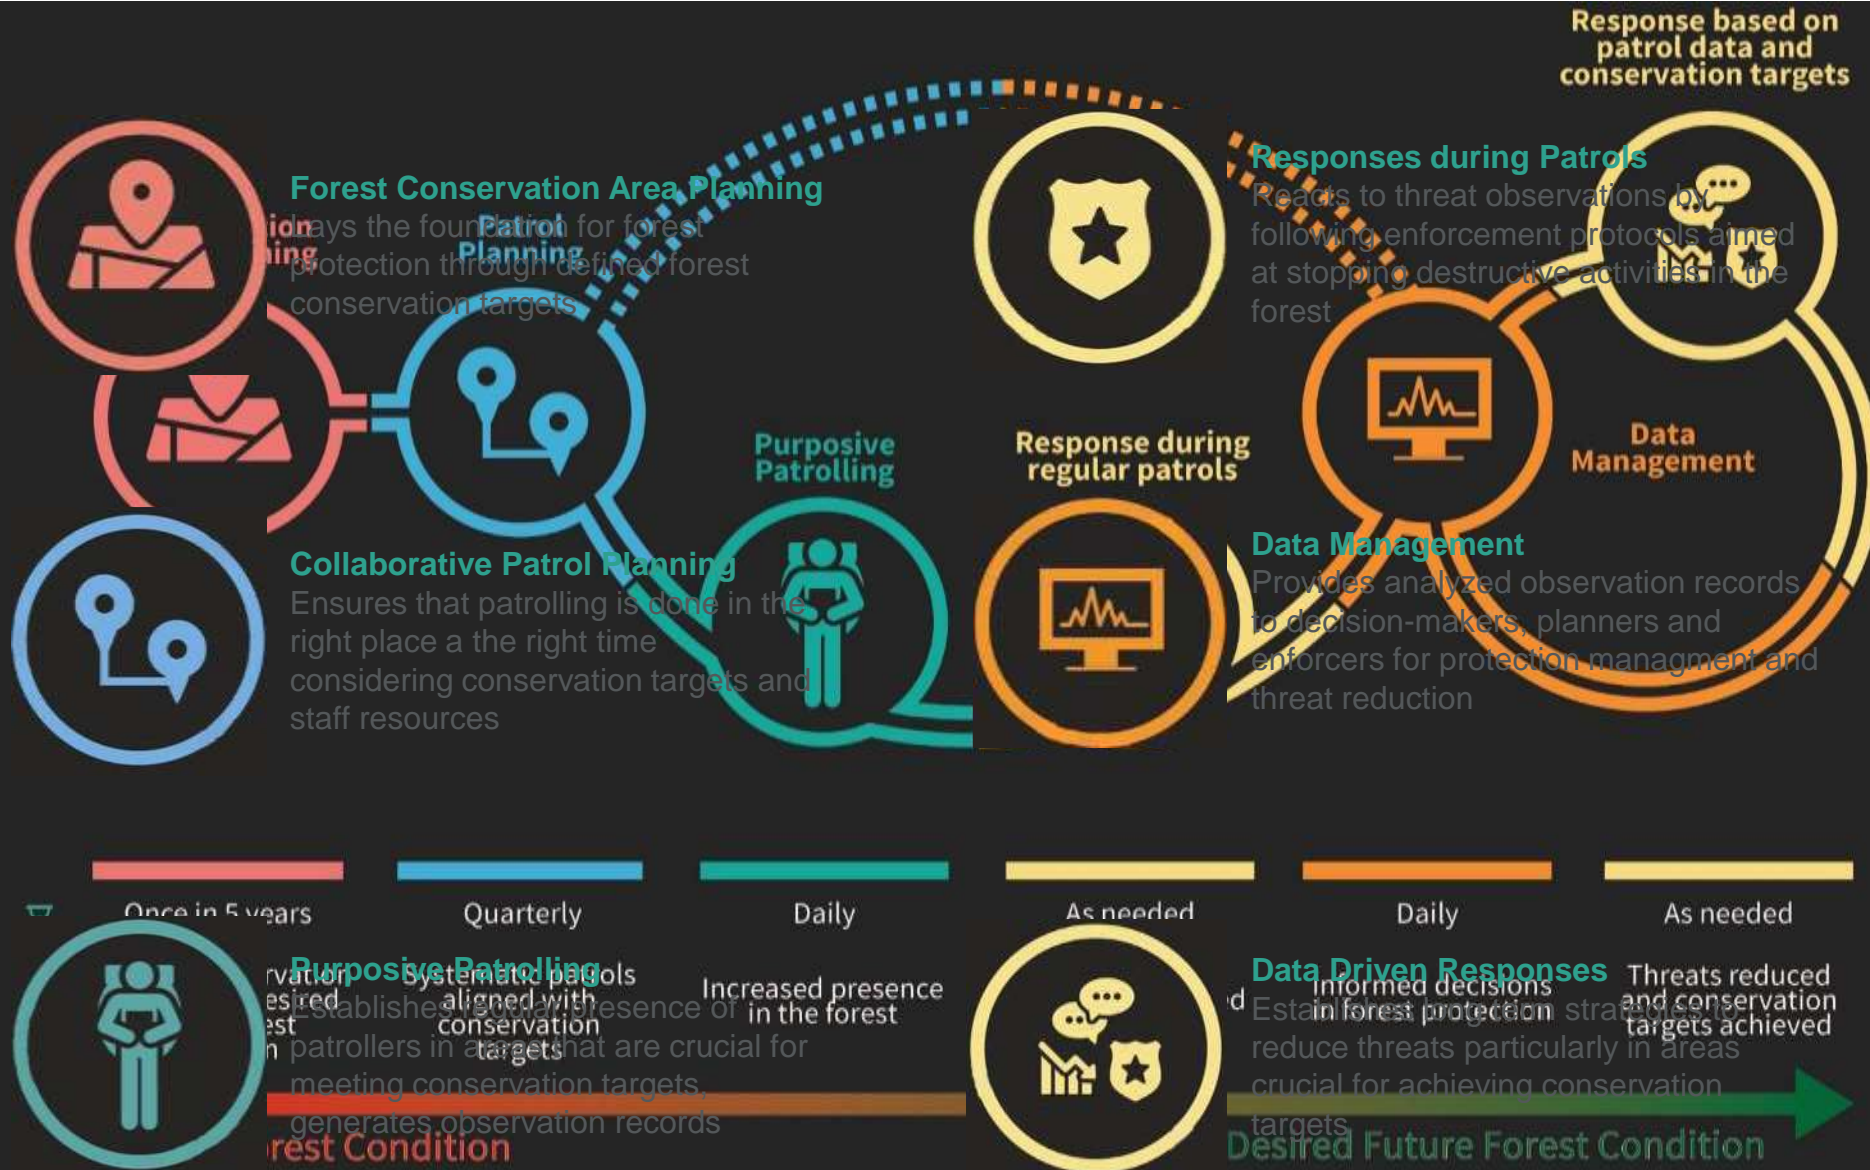 Response based on
patrol data and
conservation targets
Forest Conservation Area Planning
Lays the foundation for forest
protection through defined forest
conservation targets
Patrol
Planning
Responses during Patrols
Reacts to threat observations by
following enforcement protocols aimed
at stopping destructive activities in the
forest
Purposive
Patrolling
Response during
regular patrols
Data
Management
Collaborative Patrol Planning
Ensures that patrolling is done in the
right place a the right time
considering conservation targets and
staff resources
Data Management
Provides analyzed observation records
to decision-makers, planners and
enforcers for protection managment and
threat reduction
Once in 5 years
Quarterly
Daily
As needed
Daily
As needed
Purposive Patrolling
Establishes regular presence of
patrollers in areas that are crucial for
meeting conservation targets,
generates observation records
Systematic patrols
aligned with
conservation
targets
Increased presence
in the forest
Data Driven Responses
Establishes long-term strategies to
reduce threats particularly in areas
crucial for achieving conservation
targets
Informed decisions
in forest protection
Threats reduced
and conservation
targets achieved
Condition
Desired Future Forest Condition